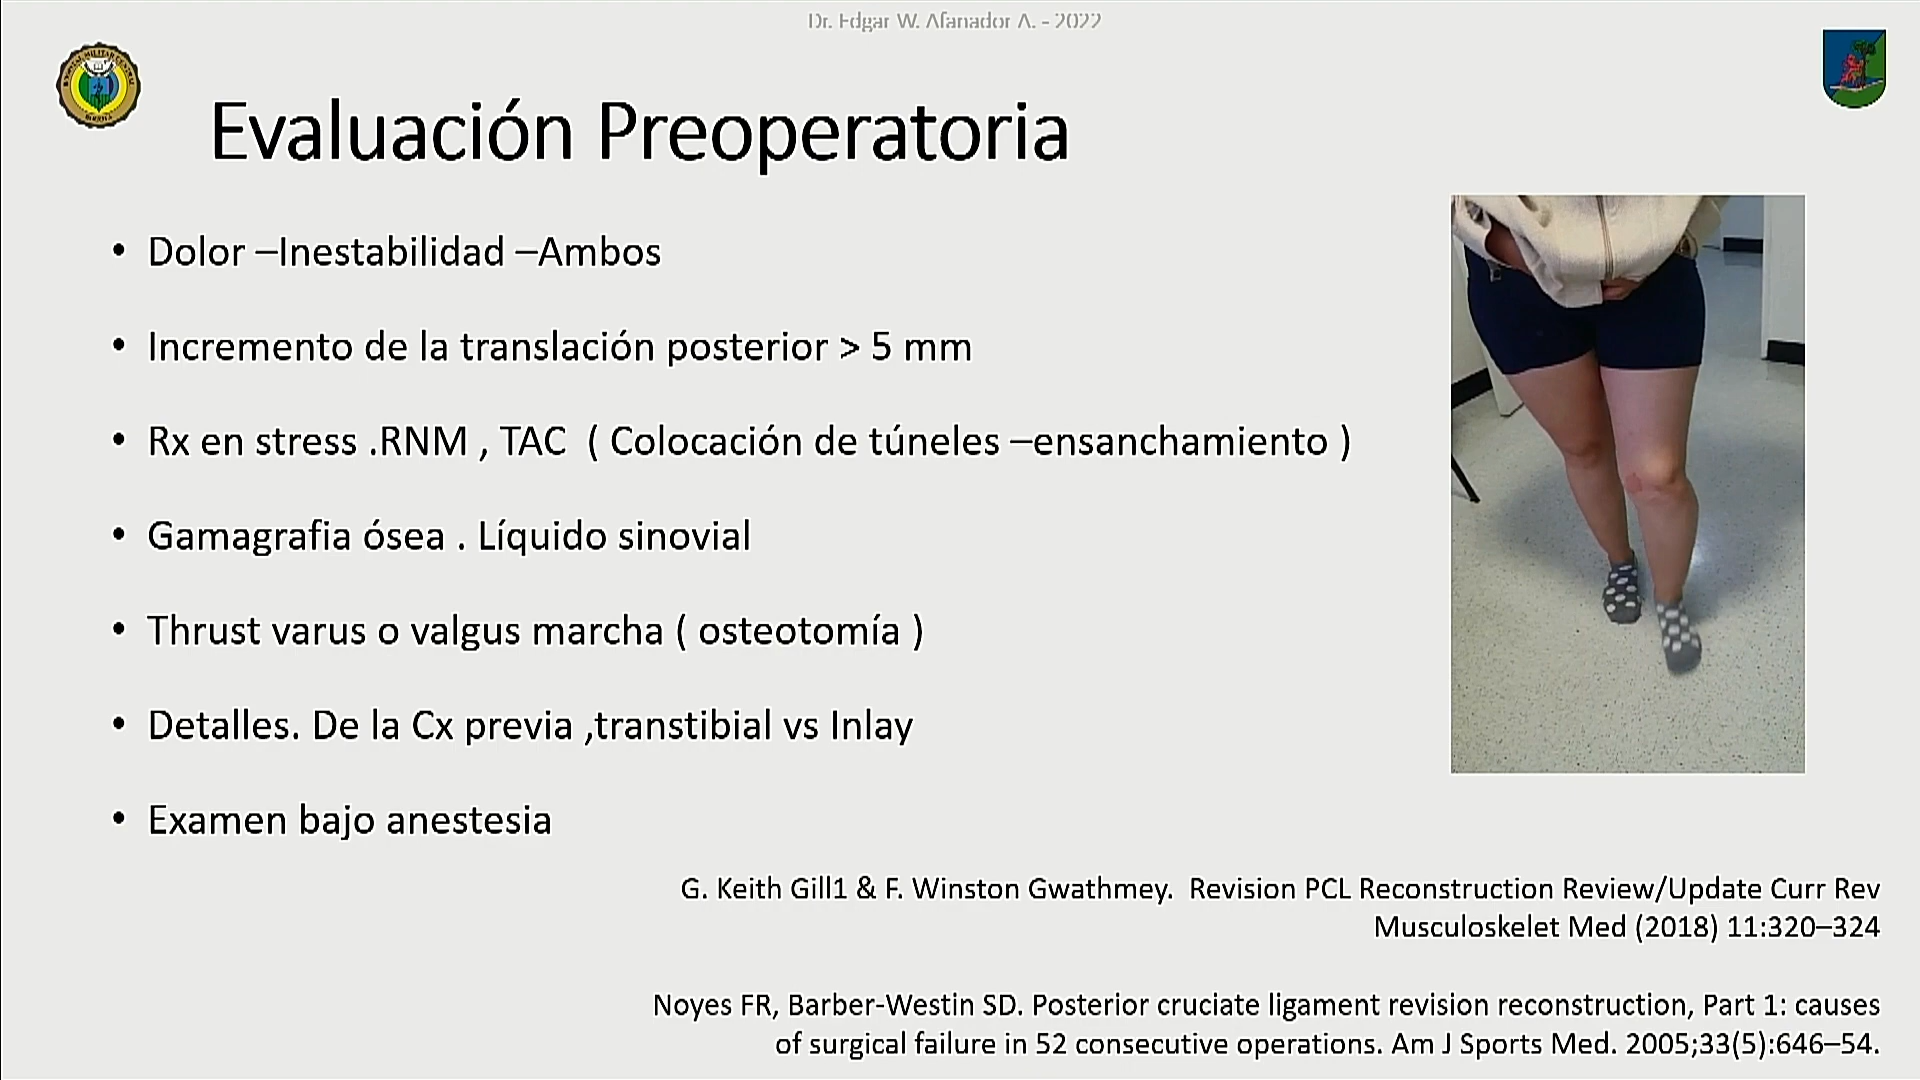 Dr. Edgar W. Afanador A. - 2022
Evaluación Preoperatoria
• Dolor –Inestabilidad –Ambos
• Incremento de la translación posterior > 5 mm
• Rx en stress .RNM , TAC ( Colocación de túneles –ensanchamiento )
• Gamagrafia ósea . Líquido sinovial
• Thrust varus o valgus marcha ( osteotomía )
• Detalles. De la Cx previa ,transtibial vs Inlay
• Examen bajo anestesia
G. Keith Gill1 & F. Winston Gwathmey. Revision PCL Reconstruction Review/Update Curr Rev
Musculoskelet Med (2018) 11:320–324
Noyes FR, Barber-Westin SD. Posterior cruciate ligament revision reconstruction, Part 1: causes
of surgical failure in 52 consecutive operations. Am J Sports Med. 2005;33(5):646–54.